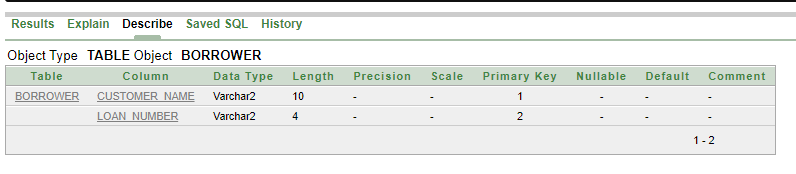 Results Explain Describe Saved SQL History
Object Type TABLE Object BORROWER
Table Column Data Type Length Precision Scale Primary Key Nullable Default Comment
BORROWER CUSTOMER_NAME Varchar2 10 - - 1 - - -
LOAN_NUMBER Varchar2 4 - - 2 - - -
1 - 2